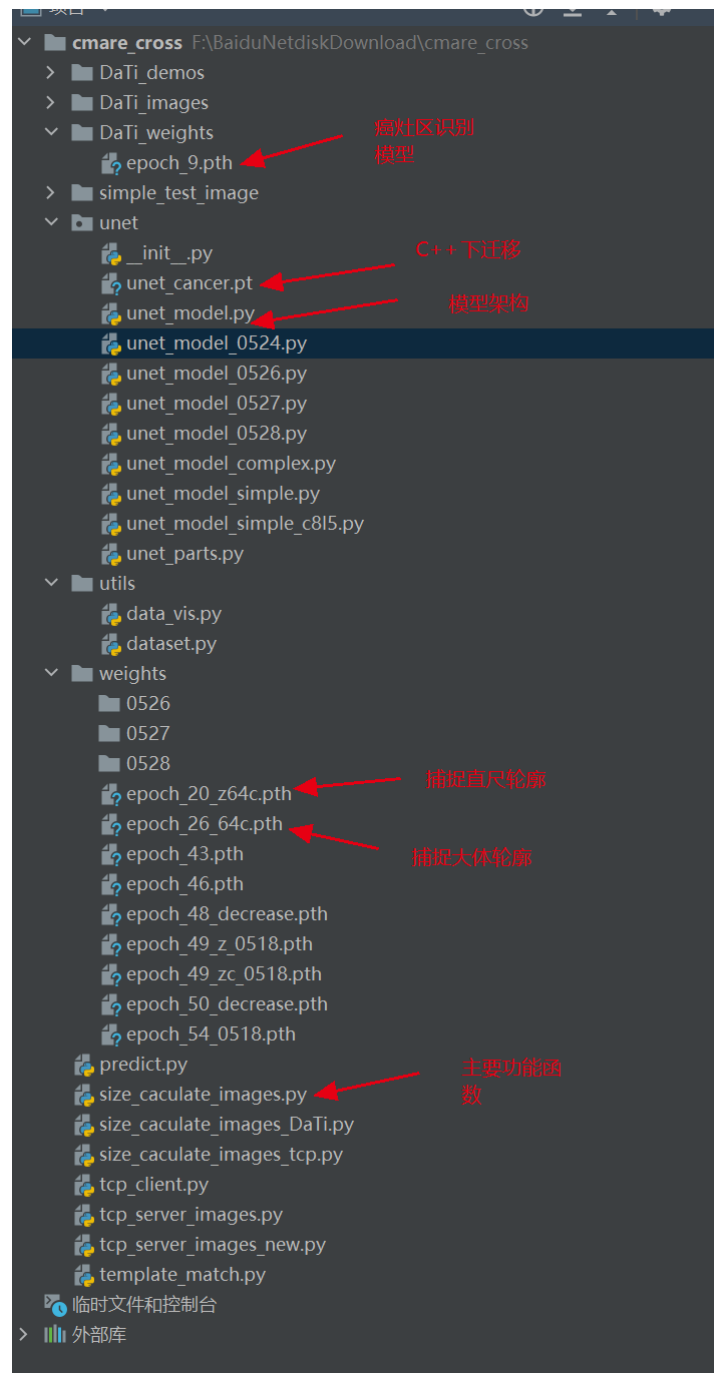 项目
cmare_cross F:\BaiduNetdiskDownload\cmare_cross
DaTi_demos
DaTi_images
DaTi_weights
癌灶区识别
模型
epoch_9.pth
simple_test_image
unet
__init__.py
C++下迁移
unet_cancer.pt
unet_model.py
模型架构
unet_model_0524.py
unet_model_0526.py
unet_model_0527.py
unet_model_0528.py
unet_model_complex.py
unet_model_simple.py
unet_model_simple_c8l5.py
unet_parts.py
utils
data_vis.py
dataset.py
weights
0526
0527
0528
捕捉直尺轮廓
epoch_20_z64c.pth
epoch_26_64c.pth
捕捉大体轮廓
epoch_43.pth
epoch_46.pth
epoch_48_decrease.pth
epoch_49_z_0518.pth
epoch_49_zc_0518.pth
epoch_50_decrease.pth
epoch_54_0518.pth
predict.py
主要功能函
数
size_caculate_images.py
size_caculate_images_DaTi.py
size_caculate_images_tcp.py
tcp_client.py
tcp_server_images.py
tcp_server_images_new.py
template_match.py
临时文件和控制台
外部库